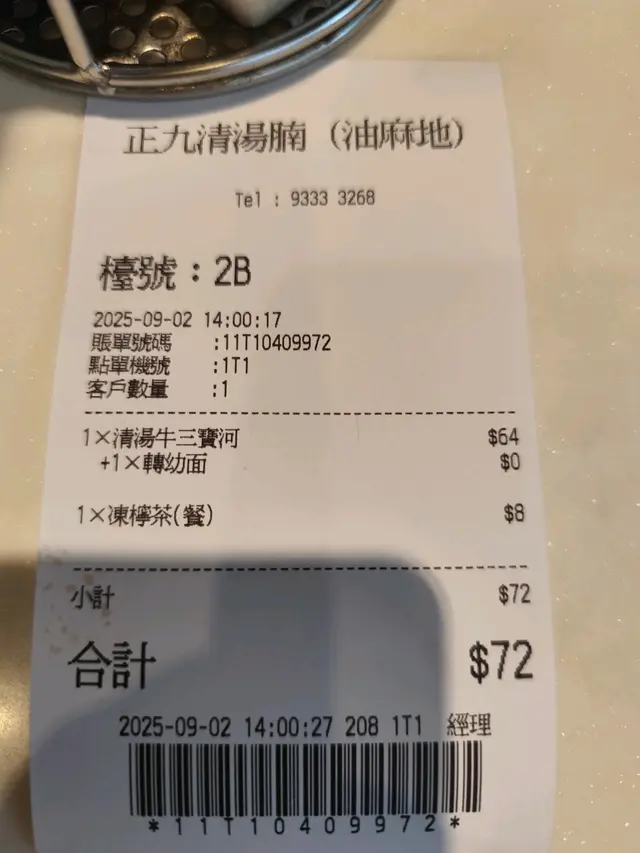 正九清湯腩（油麻地）
Tel : 9333 3268
檯號：2B
2025-09-02 14:00:17
賬單號碼 :11T10409972
點單機號 :1T1
客戶數量 :1
1×清湯牛三寶河 $64
+1×轉幼面 $0
1×凍檸茶(餐) $8
小計 $72
合計 $72
2025-09-02 14:00:27 208 1T1 經理
*11T10409972*